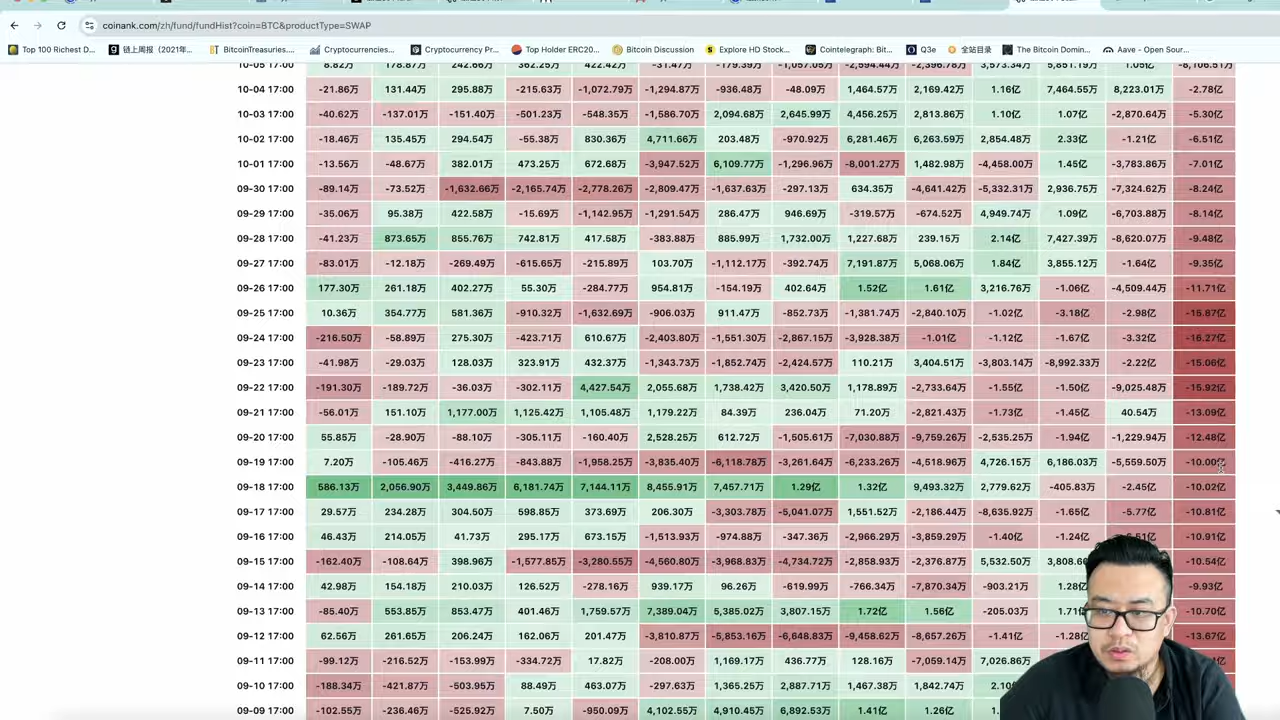 coinank.com/zh/fund/fundHist?coin=BTC&productType=SWAP
Top 100 Richest D... 链上周报（2021年... BitcoinTreasuries.... Cryptocurrencies... Cryptocurrency Pr... Top Holder ERC20... Bitcoin Discussion Explore HD Stock... Cointelegraph: Bit... Q3e 全站目录 The Bitcoin Domin... Aave - Open Sour...
10-05 17:00 8.82万 178.87万 242.66万 362.25万 422.42万 -31.47万 -179.39万 -1,057.05万 -2,594.44万 -2,396.78万 3,573.34万 5,851.19万 1.05亿 -8,106.51万
10-04 17:00 -21.86万 131.44万 295.88万 -215.63万 -1,072.79万 -1,294.87万 -936.48万 -48.09万 1,464.57万 2,169.42万 1.16亿 7,464.55万 8,223.01万 -2.78亿
10-03 17:00 -40.62万 -137.01万 -151.40万 -501.23万 -548.35万 -1,586.70万 2,094.68万 2,645.99万 4,456.25万 2,813.86万 1.10亿 1.07亿 -2,870.64万 -5.30亿
10-02 17:00 -18.46万 135.45万 294.54万 -55.38万 830.36万 4,711.66万 203.48万 -970.92万 6,281.46万 6,263.59万 2,854.48万 2.33亿 -1.21亿 -6.51亿
10-01 17:00 -13.56万 -48.67万 382.01万 473.25万 672.68万 -3,947.52万 6,109.77万 -1,296.96万 -8,001.27万 1,482.98万 -4,458.00万 1.45亿 -3,783.86万 -7.01亿
09-30 17:00 -89.14万 -73.52万 -1,632.66万 -2,165.74万 -2,778.26万 -2,809.47万 -1,637.63万 -297.13万 634.35万 -4,641.42万 -5,332.31万 2,936.75万 -7,324.62万 -8.24亿
09-29 17:00 -35.06万 95.38万 422.58万 -15.69万 -1,142.95万 -1,291.54万 286.47万 946.69万 -319.57万 -674.52万 4,949.74万 1.09亿 -6,703.88万 -8.14亿
09-28 17:00 -41.23万 873.65万 855.76万 742.81万 417.58万 -383.88万 885.99万 1,732.00万 1,227.68万 239.15万 2.14亿 7,427.39万 -8,620.07万 -9.48亿
09-27 17:00 -83.01万 -12.18万 -269.49万 -615.65万 -215.89万 103.70万 -1,112.17万 -392.74万 7,191.87万 5,068.06万 1.84亿 3,855.12万 -1.64亿 -9.35亿
09-26 17:00 177.30万 261.18万 402.27万 55.30万 -284.77万 954.81万 -154.19万 402.64万 1.52亿 1.61亿 3,216.76万 -1.06亿 -4,509.44万 -11.71亿
09-25 17:00 10.36万 354.77万 581.36万 -910.32万 -1,632.69万 -906.03万 911.47万 -852.73万 -1,381.74万 -2,840.10万 -1.02亿 -3.18亿 -2.98亿 -15.87亿
09-24 17:00 -216.50万 -58.89万 275.30万 -423.71万 610.67万 -2,403.80万 -1,551.30万 -2,867.15万 -3,928.38万 -1.01亿 -1.12亿 -1.67亿 -3.32亿 -16.27亿
09-23 17:00 -41.98万 -29.03万 128.03万 323.91万 432.37万 -1,343.73万 -1,852.74万 -2,424.57万 110.21万 3,404.51万 -3,803.14万 -8,992.33万 -2.22亿 -15.06亿
09-22 17:00 -191.30万 -189.72万 -36.03万 -302.11万 4,427.54万 2,055.68万 1,738.42万 3,420.50万 1,178.89万 -2,733.64万 -1.55亿 -1.50亿 -9,025.48万 -15.92亿
09-21 17:00 -56.01万 151.10万 1,177.00万 1,125.42万 1,105.48万 1,179.22万 84.39万 236.04万 71.20万 -2,821.43万 -1.73亿 -1.45亿 40.54万 -13.09亿
09-20 17:00 55.85万 -28.90万 -88.10万 -305.11万 -160.40万 2,528.25万 612.72万 -1,505.61万 -7,030.88万 -9,759.26万 -2,535.25万 -1.94亿 -1,229.94万 -12.48亿
09-19 17:00 7.20万 -105.46万 -416.27万 -843.88万 -1,958.25万 -3,835.40万 -6,118.78万 -3,261.64万 -6,233.26万 -4,518.96万 4,726.15万 6,186.03万 -5,559.50万 -10.00亿
09-18 17:00 586.13万 2,056.90万 3,449.86万 6,181.74万 7,144.11万 8,455.91万 7,457.71万 1.29亿 1.32亿 9,493.32万 2,779.62万 -405.83万 -2.45亿 -10.02亿
09-17 17:00 29.57万 234.28万 304.50万 598.85万 373.69万 206.30万 -3,303.78万 -5,041.07万 1,551.52万 -2,186.44万 -8,635.92万 -1.65亿 -5.77亿 -10.81亿
09-16 17:00 46.43万 214.05万 41.73万 295.17万 673.15万 -1,513.93万 -974.88万 -347.36万 -2,966.29万 -3,859.29万 -1.40亿 -1.24亿 -10.91亿
09-15 17:00 -162.40万 -108.64万 398.96万 -1,577.85万 -3,280.55万 -4,560.80万 -3,968.83万 -4,734.72万 -2,858.93万 -2,376.87万 5,532.50万 -10.54亿
09-14 17:00 42.98万 154.18万 210.03万 126.52万 -278.16万 939.17万 96.26万 -619.99万 -766.34万 -7,870.34万 -903.21万 -9.93亿
09-13 17:00 -85.40万 553.85万 853.47万 401.46万 1,759.57万 7,389.04万 5,385.02万 3,807.15万 1.72亿 1.56亿 -205.03万 -10.70亿
09-12 17:00 62.56万 261.65万 206.24万 162.06万 201.47万 -3,810.87万 -5,853.16万 -6,648.83万 -9,458.62万 -8,657.26万 -1.41亿 -13.67亿
09-11 17:00 -99.12万 -216.52万 -153.99万 -334.72万 17.82万 -208.00万 1,169.17万 436.77万 128.16万 -7,059.14万 7,026.86万
09-10 17:00 -188.34万 -421.87万 -503.95万 88.49万 463.07万 -297.63万 1,365.25万 2,887.71万 1,467.38万 1,842.74万
09-09 17:00 -102.55万 -236.46万 -525.92万 7.50万 -950.09万 4,102.55万 4,910.45万 6,892.53万 1.41亿 1.26亿